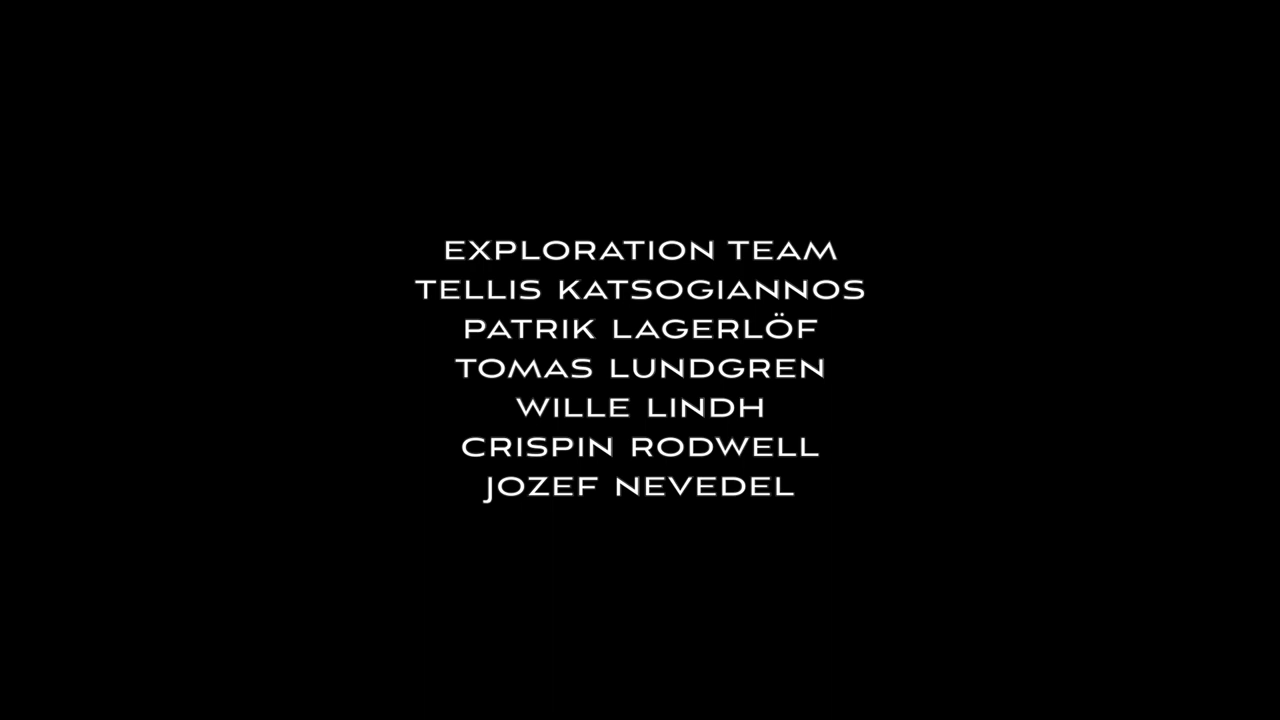 EXPLORATION TEAM
TELLIS KATSOGIANNOS
PATRIK LAGERLÖF
TOMAS LUNDGREN
WILLE LINDH
CRISPIN RODWELL
JOZEF NEVEDEL